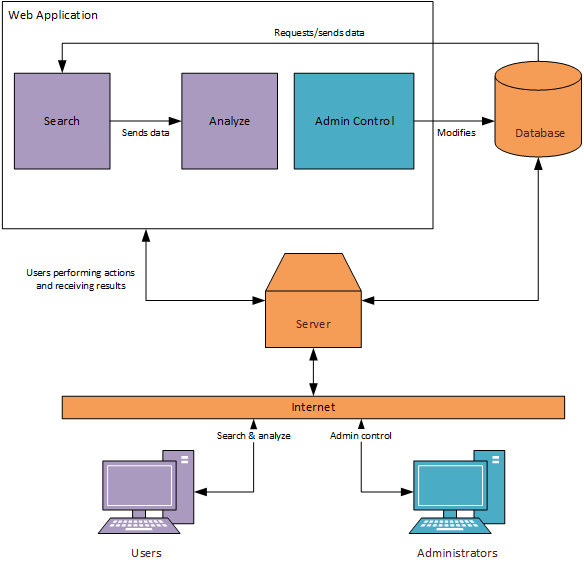 Web Application
Requests/sends data
Search
Sends data
Analyze
Admin Control
Modifies
Database
Users performing actions
and receiving results
Server
Internet
Search & analyze
Admin control
Users
Administrators